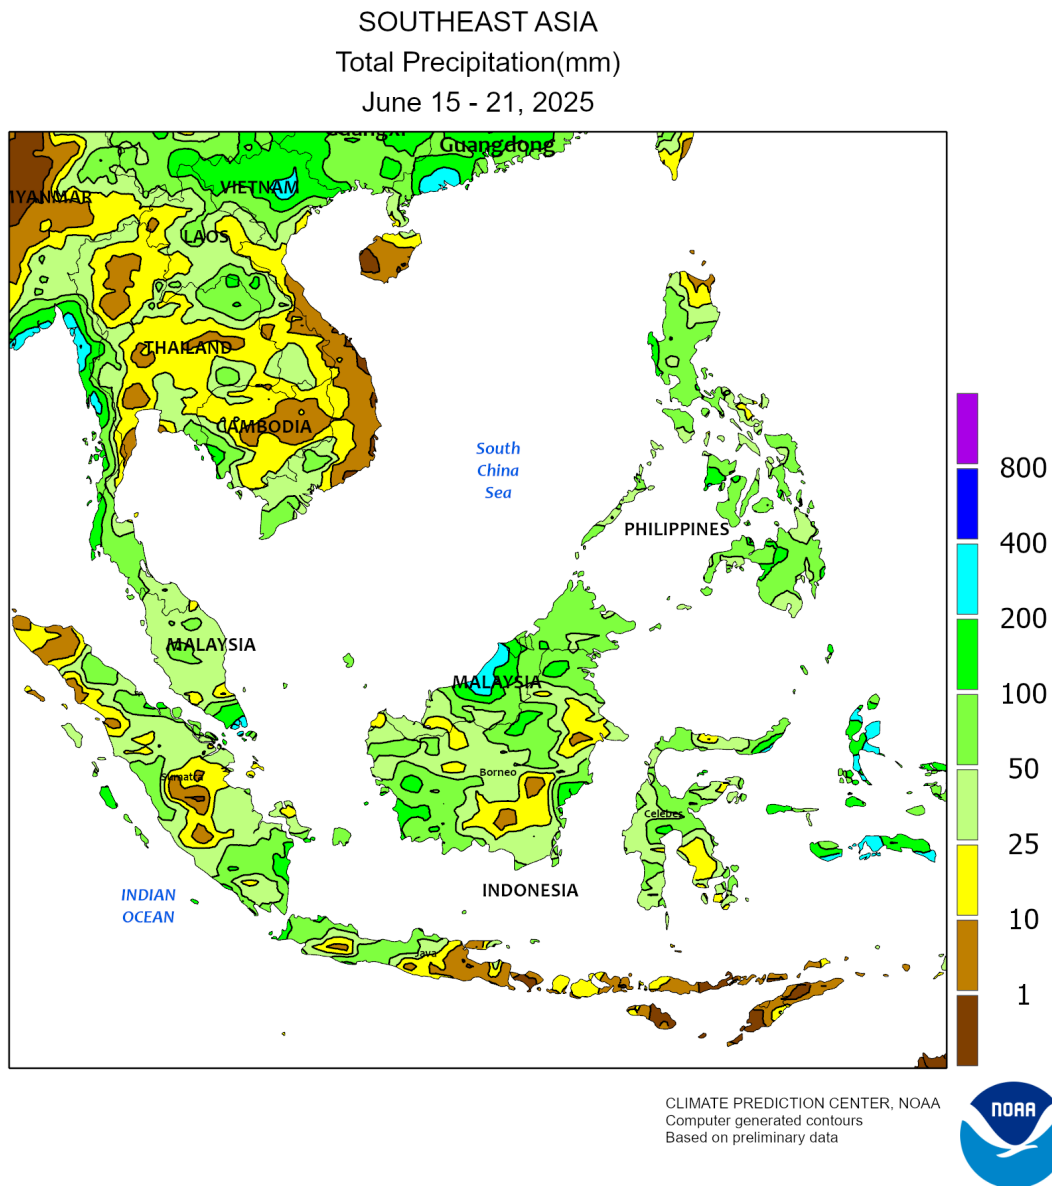 SOUTHEAST ASIA
Total Precipitation(mm)
June 15 - 21, 2025
Guangxi
Guangdong
VIETNAM
MYANMAR
LAOS
THAILAND
CAMBODIA
South
China
Sea
PHILIPPINES
MALAYSIA
MALAYSIA
Sumatra
Borneo
Celebes
INDIAN
OCEAN
INDONESIA
Java
800
400
200
100
50
25
10
1
CLIMATE PREDICTION CENTER, NOAA
Computer generated contours
Based on preliminary data
NOAA